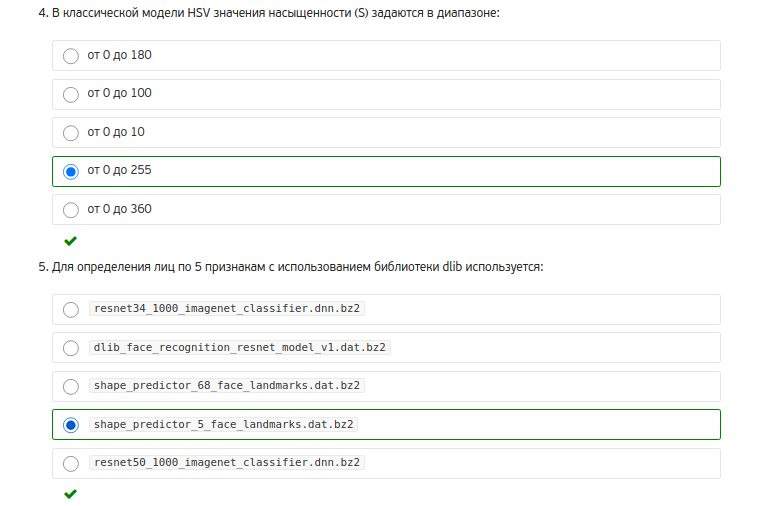 4. В классической модели HSV значения насыщенности (S) задаются в диапазоне:
от 0 до 180
от 0 до 100
от 0 до 10
от 0 до 255
от 0 до 360
5. Для определения лиц по 5 признакам с использованием библиотеки dlib используется:
resnet34_1000_imagenet_classifier.dnn.bz2
dlib_face_recognition_resnet_model_v1.dat.bz2
shape_predictor_68_face_landmarks.dat.bz2
shape_predictor_5_face_landmarks.dat.bz2
resnet50_1000_imagenet_classifier.dnn.bz2